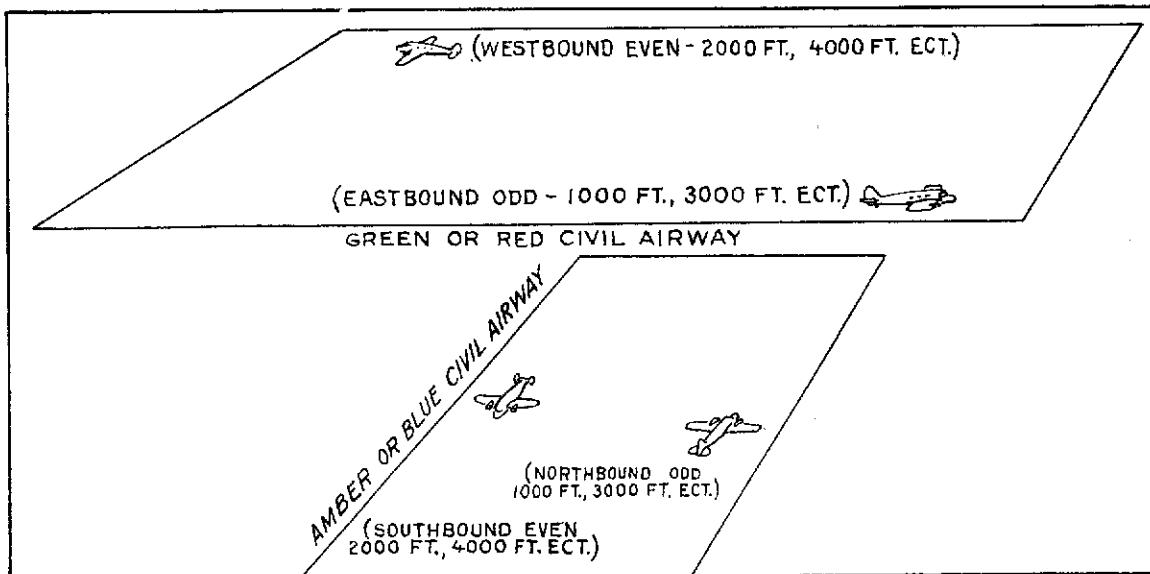 (WESTBOUND EVEN - 2000 FT., 4000 FT. ECT.)
(EASTBOUND ODD - 1000 FT., 3000 FT. ECT.)
GREEN OR RED CIVIL AIRWAY
AMBER OR BLUE CIVIL AIRWAY
(NORTHBOUND ODD
1000 FT., 3000 FT. ECT.)
(SOUTHBOUND EVEN
2000 FT., 4000 FT. ECT.)